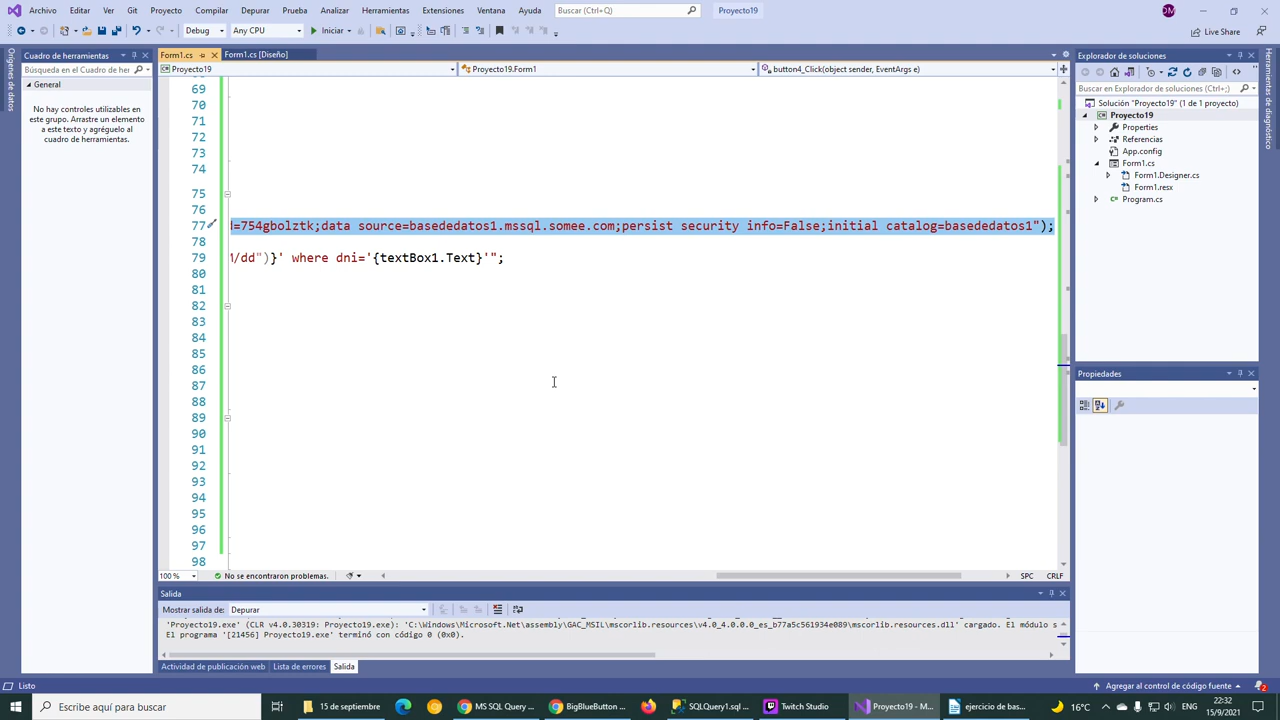 Archivo Editar Ver Git Proyecto Compilar Depurar Prueba Analizar Herramientas Extensiones Ventana Ayuda Buscar (Ctrl+Q) Proyecto19 DM
Debug Any CPU Iniciar Live Share
Orígenes de datos
Cuadro de herramientas
Búsqueda en el Cuadro de her
General
No hay controles utilizables en
este grupo. Arrastre un elemento
a este texto y agréguelo al
cuadro de herramientas.
Form1.cs Form1.cs [Diseño]
Proyecto19 Proyecto19.Form1 button4_Click(object sender, EventArgs e)
69
70
71
72
73
74
75
76
77 d=754gbolztk;data source=basededatos1.mssql.somee.com;persist security info=False;initial catalog=basededatos1");
78
79 1/dd")}' where dni='{textBox1.Text}'";
80
81
82
83
84
85
86
87
88
89
90
91
92
93
94
95
96
97
98
100 % No se encontraron problemas. SPC CRLF
Salida
Mostrar salida de: Depurar
'Proyecto19.exe' (CLR v4.0.30319: Proyecto19.exe): 'C:\Windows\Microsoft.Net\assembly\GAC_MSIL\mscorlib.resources\v4.0_4.0.0.0_es_b77a5c561934e089\mscorlib.resources.dll' cargado. El módulo s
El programa '[21456] Proyecto19.exe' terminó con código 0 (0x0).
Actividad de publicación web Lista de errores Salida
Explorador de soluciones
Buscar en Explorador de soluciones (Ctrl+;)
Solución "Proyecto19" (1 de 1 proyecto)
Proyecto19
Properties
Referencias
App.config
Form1.cs
Form1.Designer.cs
Form1.resx
Program.cs
Propiedades
Herramientas de diagnóstico
Listo Agregar al control de código fuente 2
Escribe aquí para buscar 15 de septiembre MS SQL Query ... BigBlueButton ... SQLQuery1.sql ... Twitch Studio Proyecto19 - M... ejercicio de bas... 16°C 22:32
15/9/2021 2